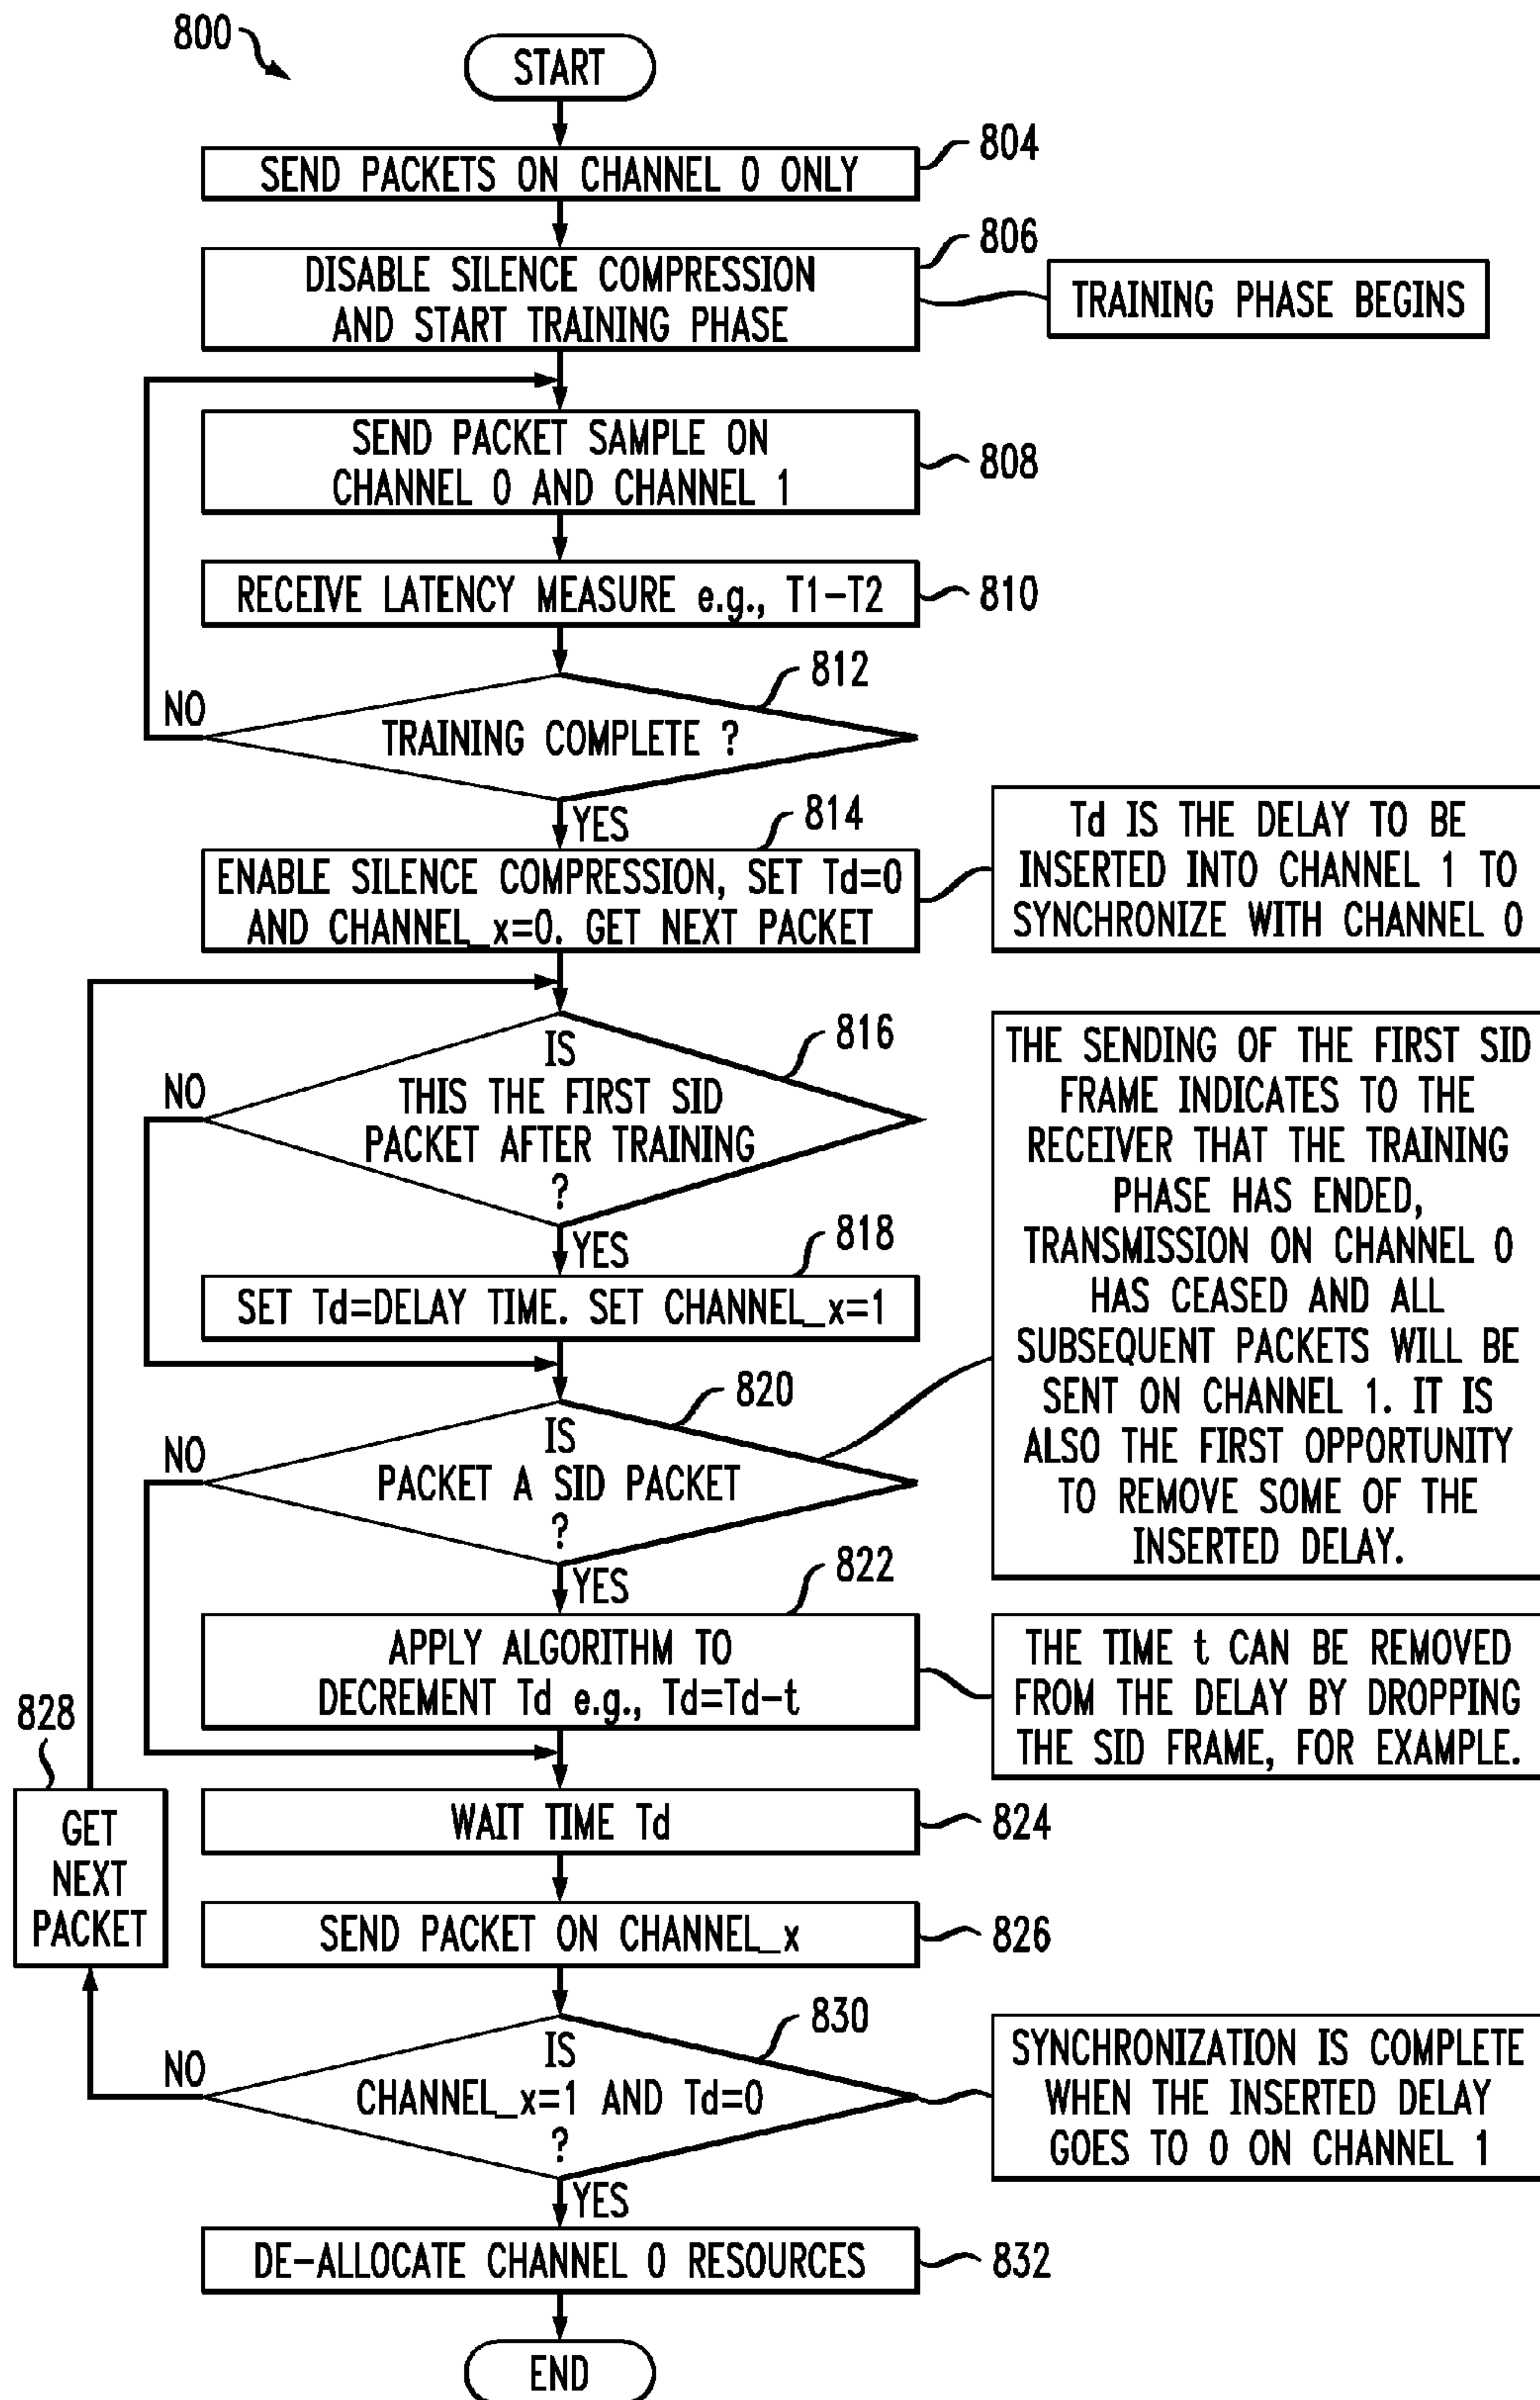 800
START
SEND PACKETS ON CHANNEL 0 ONLY
804
DISABLE SILENCE COMPRESSION
AND START TRAINING PHASE
806
TRAINING PHASE BEGINS
SEND PACKET SAMPLE ON
CHANNEL 0 AND CHANNEL 1
808
RECEIVE LATENCY MEASURE e.g., T1-T2
810
812
TRAINING COMPLETE ?
NO
YES
814
ENABLE SILENCE COMPRESSION, SET Td=0
AND CHANNEL_x=0. GET NEXT PACKET
Td IS THE DELAY TO BE
INSERTED INTO CHANNEL 1 TO
SYNCHRONIZE WITH CHANNEL 0
816
IS
THIS THE FIRST SID
PACKET AFTER TRAINING
?
NO
YES
818
SET Td=DELAY TIME. SET CHANNEL_x=1
820
IS
PACKET A SID PACKET
?
NO
YES
THE SENDING OF THE FIRST SID
FRAME INDICATES TO THE
RECEIVER THAT THE TRAINING
PHASE HAS ENDED,
TRANSMISSION ON CHANNEL 0
HAS CEASED AND ALL
SUBSEQUENT PACKETS WILL BE
SENT ON CHANNEL 1. IT IS
ALSO THE FIRST OPPORTUNITY
TO REMOVE SOME OF THE
INSERTED DELAY.
822
APPLY ALGORITHM TO
DECREMENT Td e.g., Td=Td-t
THE TIME t CAN BE REMOVED
FROM THE DELAY BY DROPPING
THE SID FRAME, FOR EXAMPLE.
828
GET
NEXT
PACKET
WAIT TIME Td
824
SEND PACKET ON CHANNEL_x
826
830
IS
CHANNEL_x=1 AND Td=0
?
NO
YES
SYNCHRONIZATION IS COMPLETE
WHEN THE INSERTED DELAY
GOES TO 0 ON CHANNEL 1
DE-ALLOCATE CHANNEL 0 RESOURCES
832
END